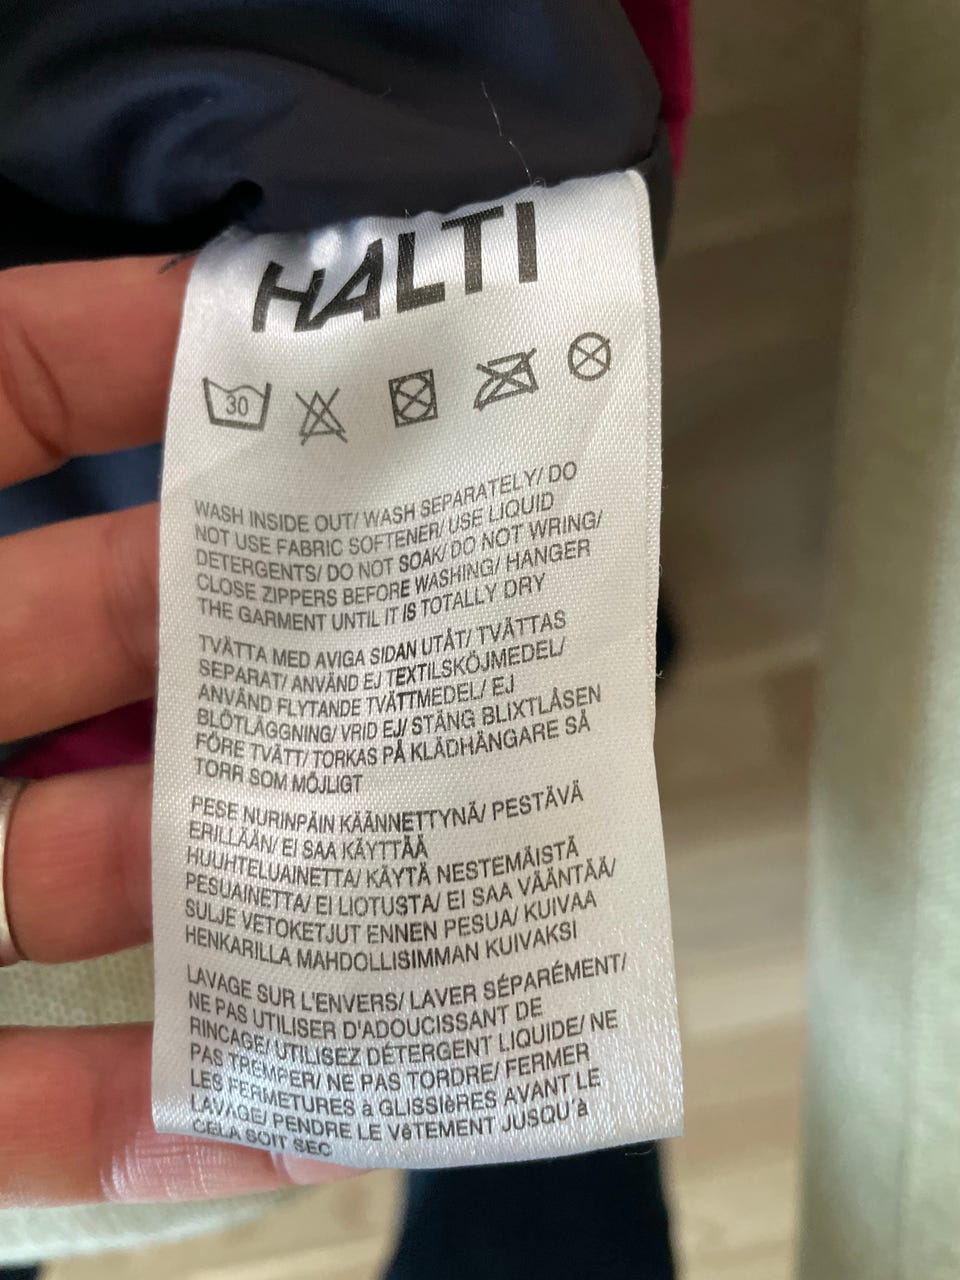 HALTI
30
WASH INSIDE OUT/ WASH SEPARATELY/ DO
NOT USE FABRIC SOFTENER/ USE LIQUID
DETERGENTS/ DO NOT SOAK/ DO NOT WRING/
CLOSE ZIPPERS BEFORE WASHING/ HANGER
THE GARMENT UNTIL IT IS TOTALLY DRY
TVÄTTA MED AVIGA SIDAN UTÅT/ TVÄTTAS
SEPARAT/ ANVÄND EJ TEXTILSKÖJMEDEL/
ANVÄND FLYTANDE TVÄTTMEDEL/ EJ
BLÖTLÄGGNING/ VRID EJ/ STÄNG BLIXTLÅSEN
FÖRE TVÄTT/ TORKAS PÅ KLÄDHÄNGARE SÅ
TORR SOM MÖJLIGT
PESE NURINPÄIN KÄÄNNETTYNÄ/ PESTÄVÄ
ERILLÄÄN/ EI SAA KÄYTTÄÄ
HUUHTELUAINETTA/ KÄYTÄ NESTEMÄISTÄ
PESUAINETTA/ EI LIOTUSTA/ EI SAA VÄÄNTÄÄ/
SULJE VETOKETJUT ENNEN PESUA/ KUIVAA
HENKARILLA MAHDOLLISIMMAN KUIVAKSI
LAVAGE SUR L'ENVERS/ LAVER SÉPARÉMENT/
NE PAS UTILISER D'ADOUCISSANT DE
RINCAGE/ UTILISEZ DÉTERGENT LIQUIDE/ NE
PAS TREMPER/ NE PAS TORDRE/ FERMER
LES FERMETURES à GLISSIèRES AVANT LE
LAVAGE/ PENDRE LE VêTEMENT JUSQU'à
CELA SOIT SEC